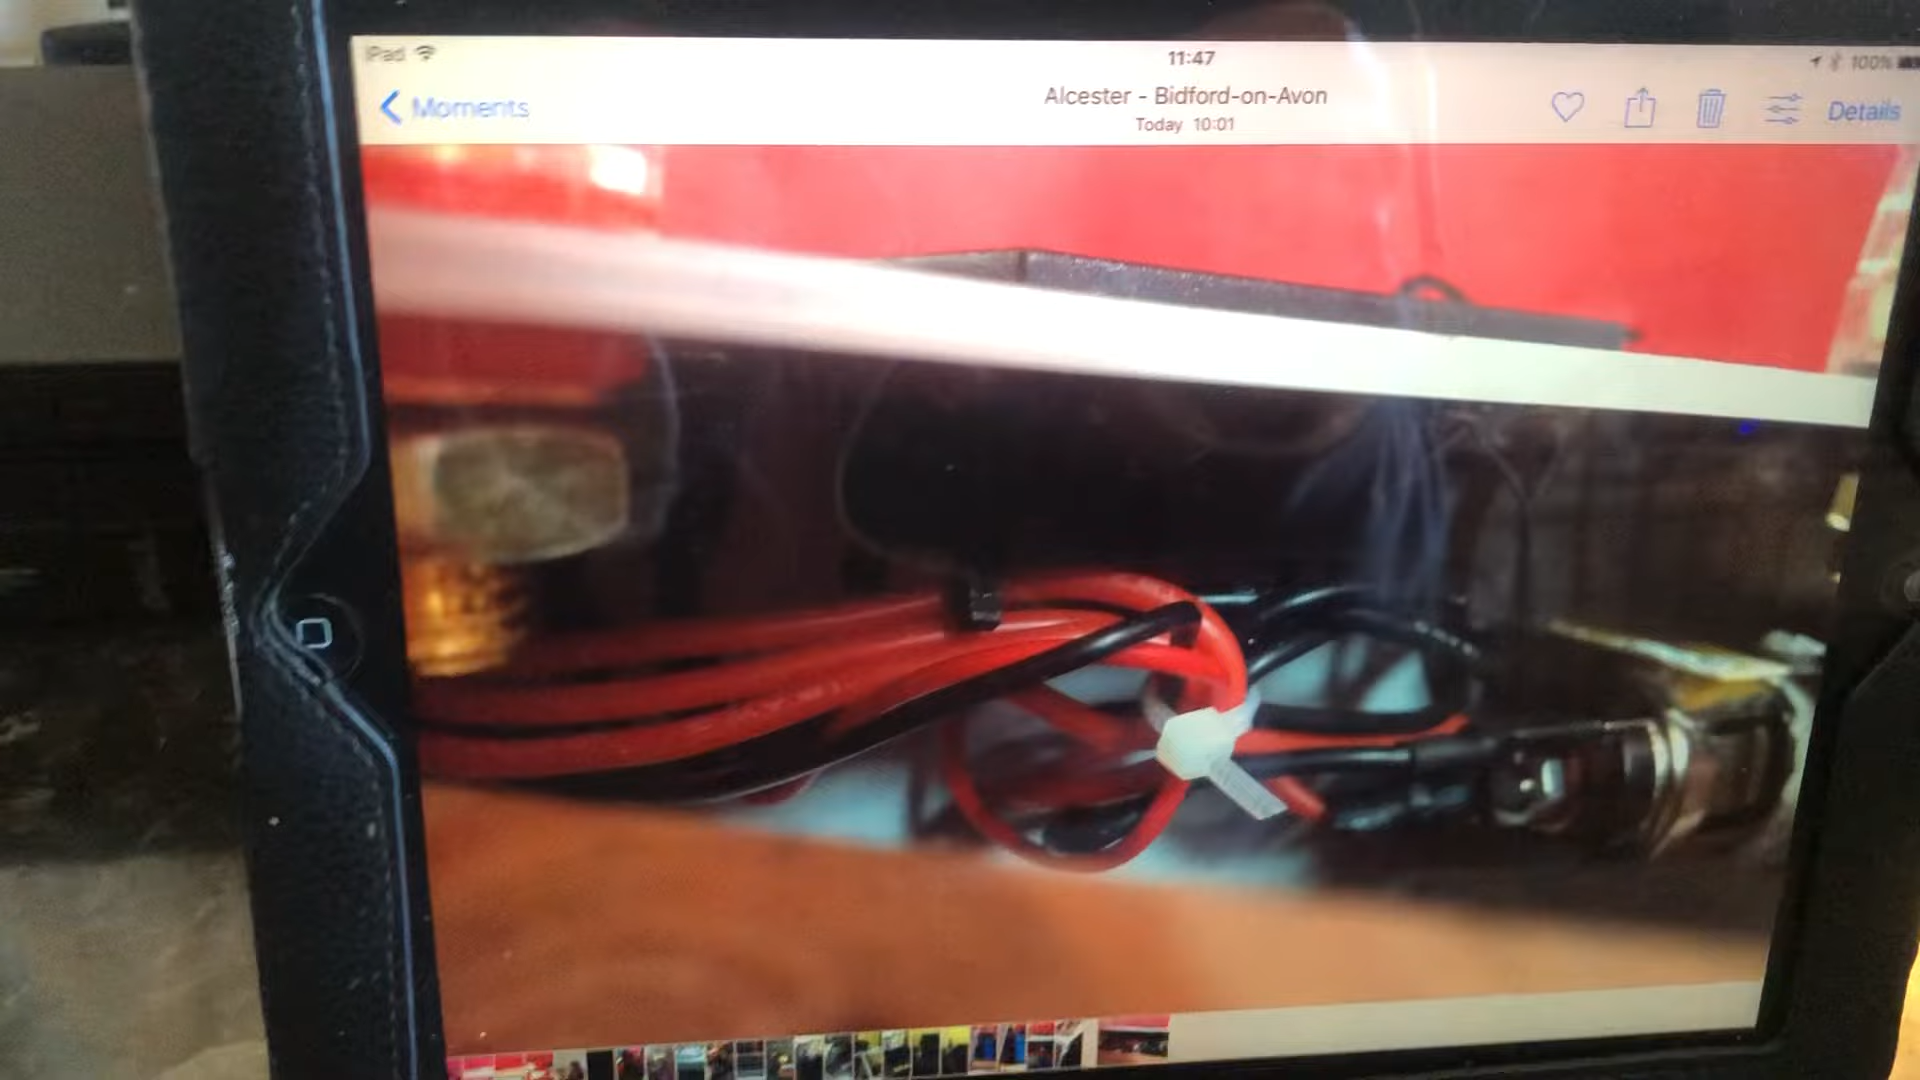 iPad
11:47
100%
Moments
Alcester - Bidford-on-Avon
Today 10:01
Details